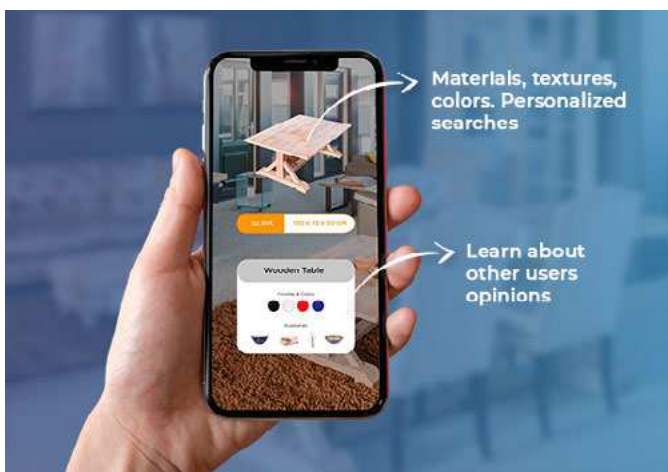 Materials, textures,
colors. Personalized
searches
Wooden Table
Learn about
other users
opinions